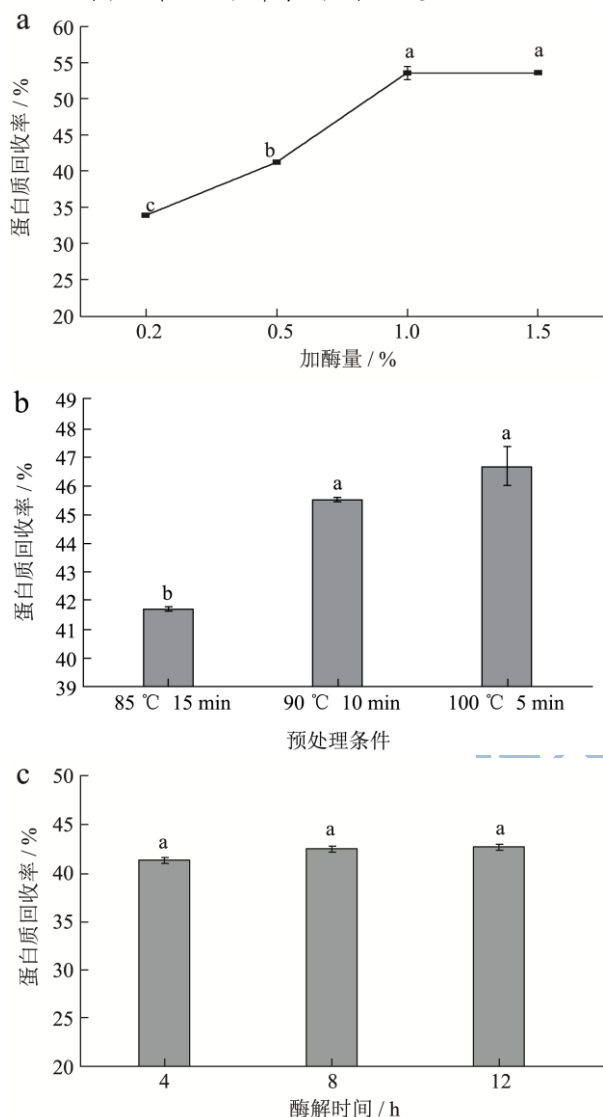 a
蛋白质回收率 / %
60
55
50
45
40
35
30
25
20
c
b
a
a
0.2
0.5
1.0
1.5
加酶量 / %
b
蛋白质回收率 / %
49
48
47
46
45
44
43
42
41
40
39
b
a
a
85 ℃ 15 min
90 ℃ 10 min
100 ℃ 5 min
预处理条件
c
蛋白质回收率 / %
50
45
40
35
30
25
20
a
a
a
4
8
12
酶解时间 / h